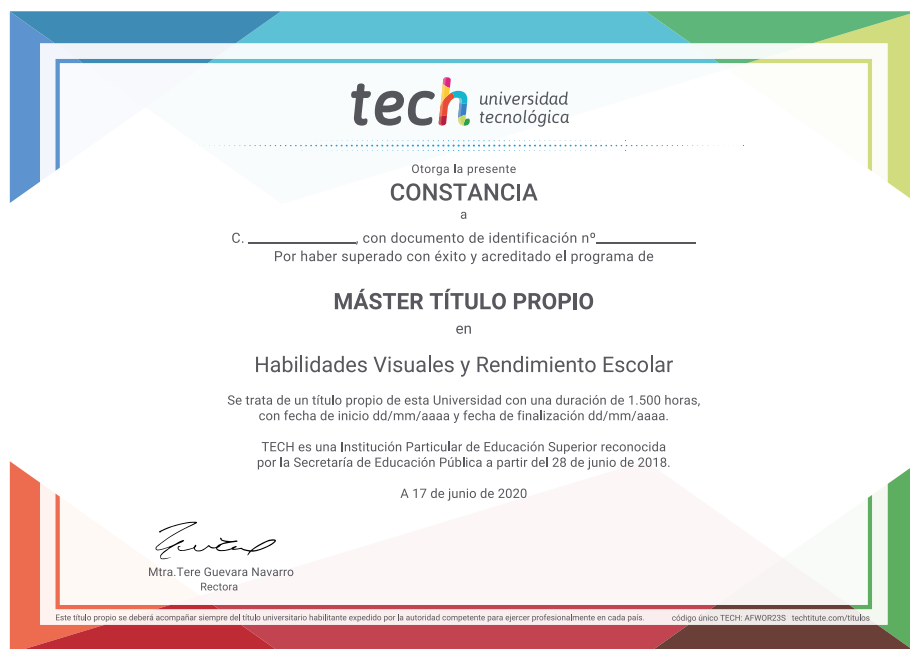 tech universidad
tecnológica
Otorga la presente
CONSTANCIA
a
C. ____________, con documento de identificación nº____________
Por haber superado con éxito y acreditado el programa de
MÁSTER TÍTULO PROPIO
en
Habilidades Visuales y Rendimiento Escolar
Se trata de un título propio de esta Universidad con una duración de 1.500 horas,
con fecha de inicio dd/mm/aaaa y fecha de finalización dd/mm/aaaa.
TECH es una Institución Particular de Educación Superior reconocida
por la Secretaría de Educación Pública a partir del 28 de junio de 2018.
A 17 de junio de 2020
Mtra.Tere Guevara Navarro
Rectora
Este título propio se deberá acompañar siempre del título universitario habilitante expedido por la autoridad competente para ejercer profesionalmente en cada país. código único TECH: AFWOR23S techtitute.com/titulos